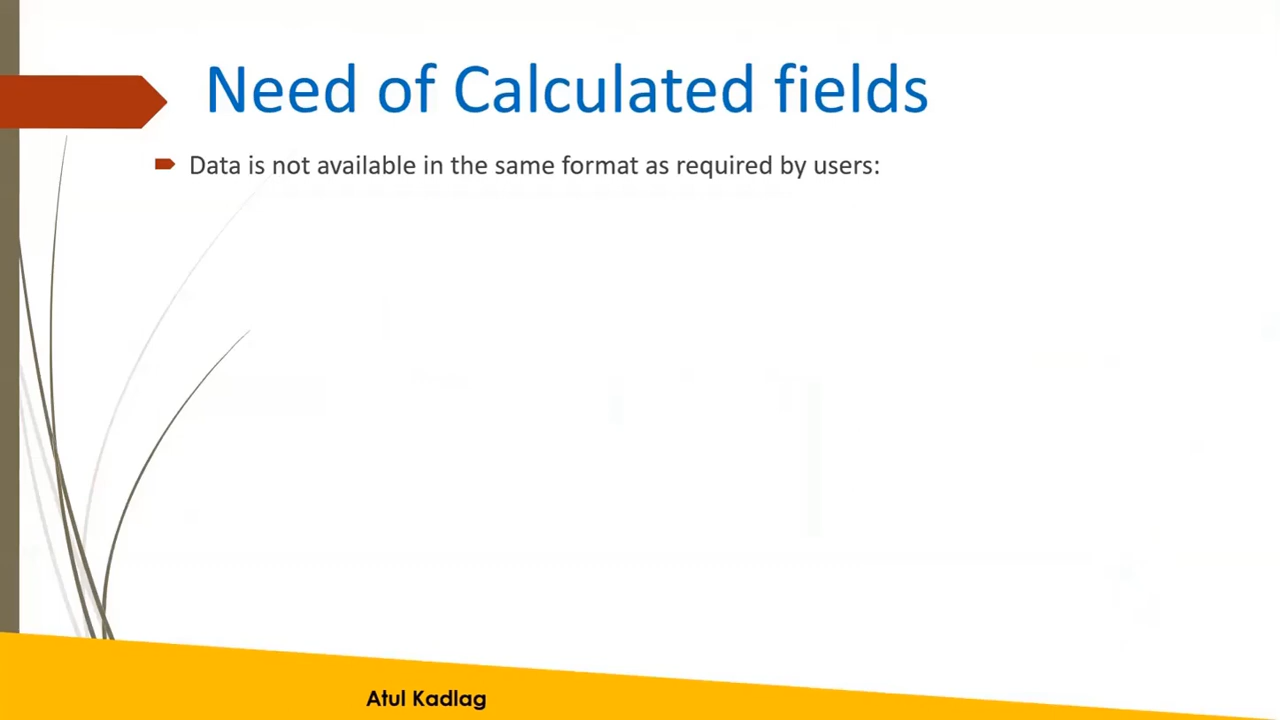 Need of Calculated fields
Data is not available in the same format as required by users:
Atul Kadlag